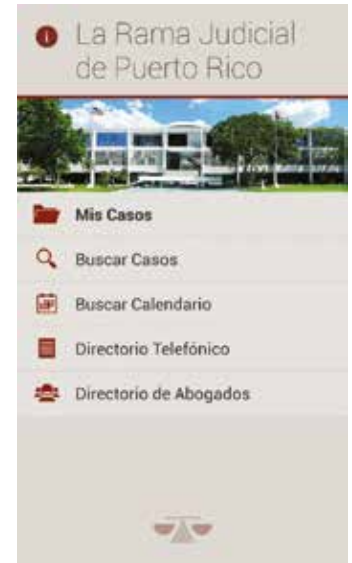 La Rama Judicial
de Puerto Rico
Mis Casos
Buscar Casos
Buscar Calendario
Directorio Telefónico
Directorio de Abogados